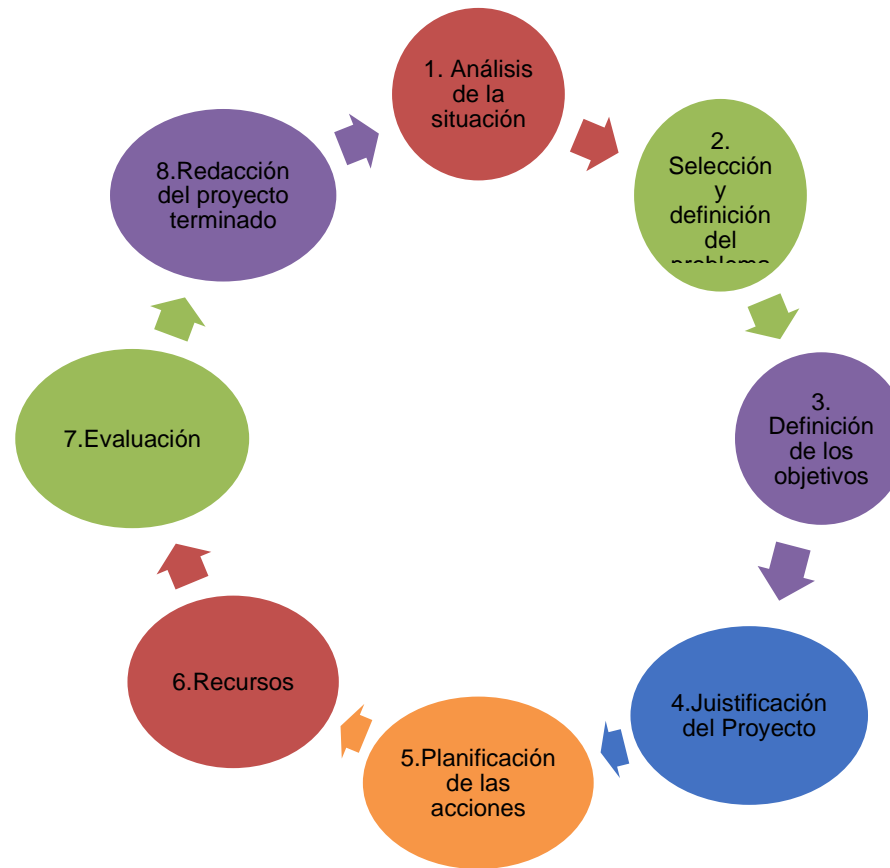 1. Análisis
de la
situación
2.
Selección
y
definición
del
problema
3.
Definición
de los
objetivos
4.Juistificación
del Proyecto
5.Planificación
de las
acciones
6.Recursos
7.Evaluación
8.Redacción
del proyecto
terminado